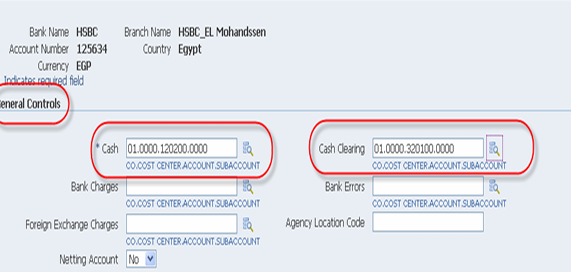 Bank Name HSBC Branch Name HSBC_EL Mohandssen
Account Number 125634 Country Egypt
Currency EGP
Indicates required field
General Controls
* Cash 01.0000.120200.0000 Cash Clearing 01.0000.320100.0000
CO.COST CENTER.ACCOUNT.SUBACCOUNT CO.COST CENTER.ACCOUNT.SUBACCOUNT
Bank Charges Bank Errors
CO.COST CENTER.ACCOUNT.SUBACCOUNT CO.COST CENTER.ACCOUNT.SUBACCOUNT
Foreign Exchange Charges Agency Location Code
CO.COST CENTER.ACCOUNT.SUBACCOUNT
Netting Account No